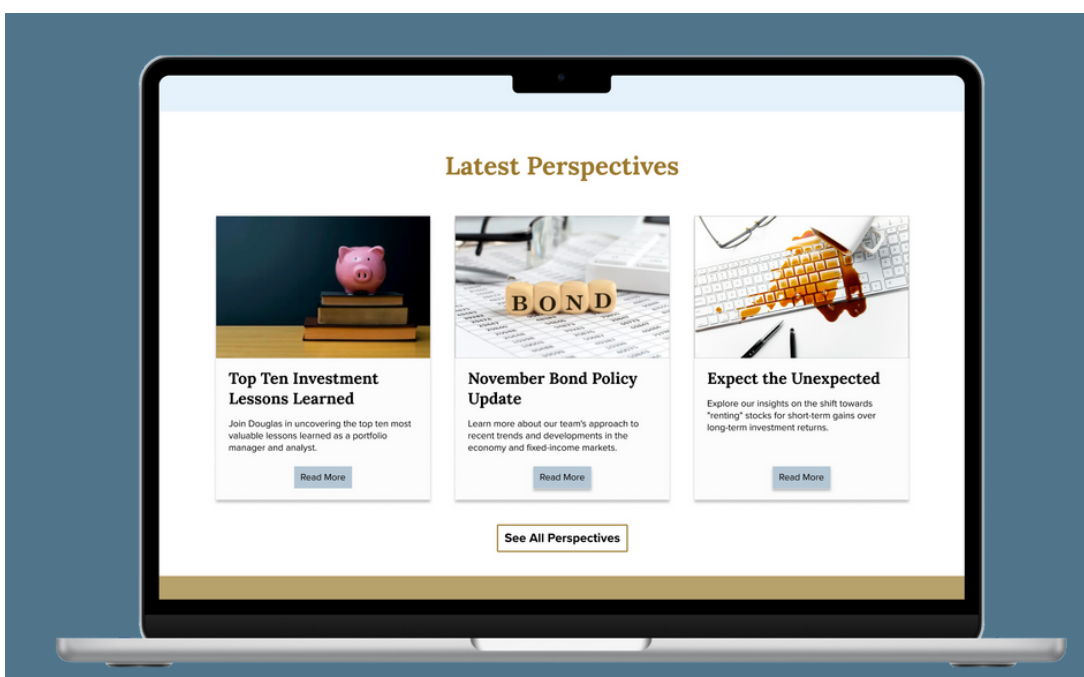 Latest Perspectives
BOND
Top Ten Investment
Lessons Learned
Join Douglas in uncovering the top ten most
valuable lessons learned as a portfolio
manager and analyst.
Read More
November Bond Policy
Update
Learn more about our team's approach to
recent trends and developments in the
economy and fixed-income markets.
Read More
Expect the Unexpected
Explore our insights on the shift towards
"renting" stocks for short-term gains over
long-term investment returns.
Read More
See All Perspectives